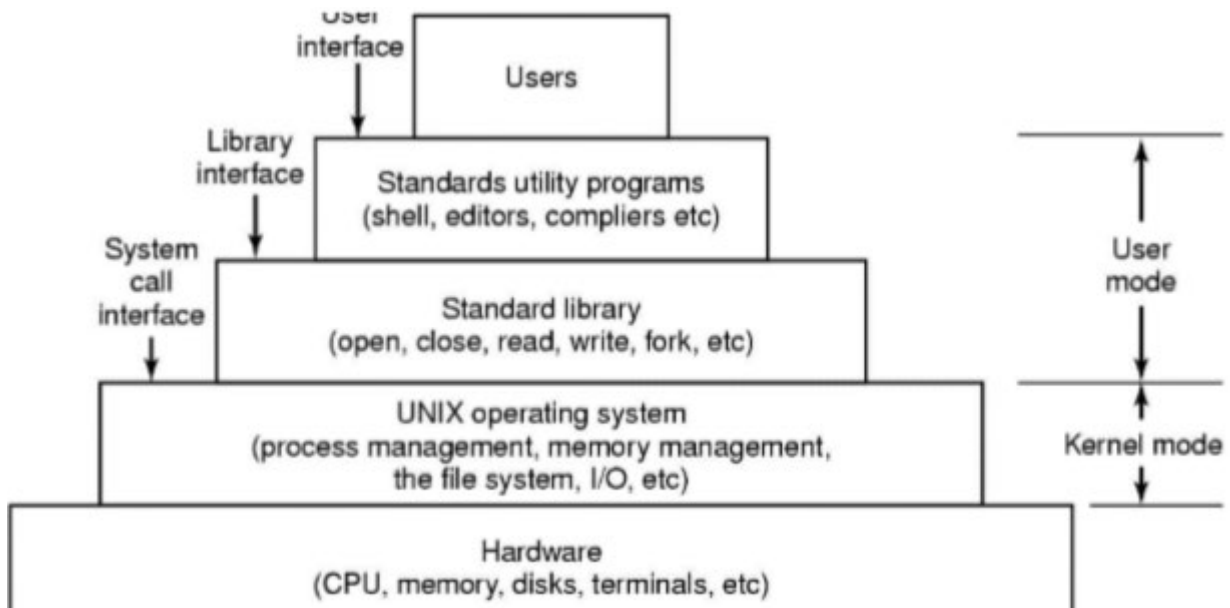 User
interface
Users
Library
interface
Standards utility programs
(shell, editors, compliers etc)
System
call
interface
User
mode
Standard library
(open, close, read, write, fork, etc)
UNIX operating system
(process management, memory management,
the file system, I/O, etc)
Kernel mode
Hardware
(CPU, memory, disks, terminals, etc)